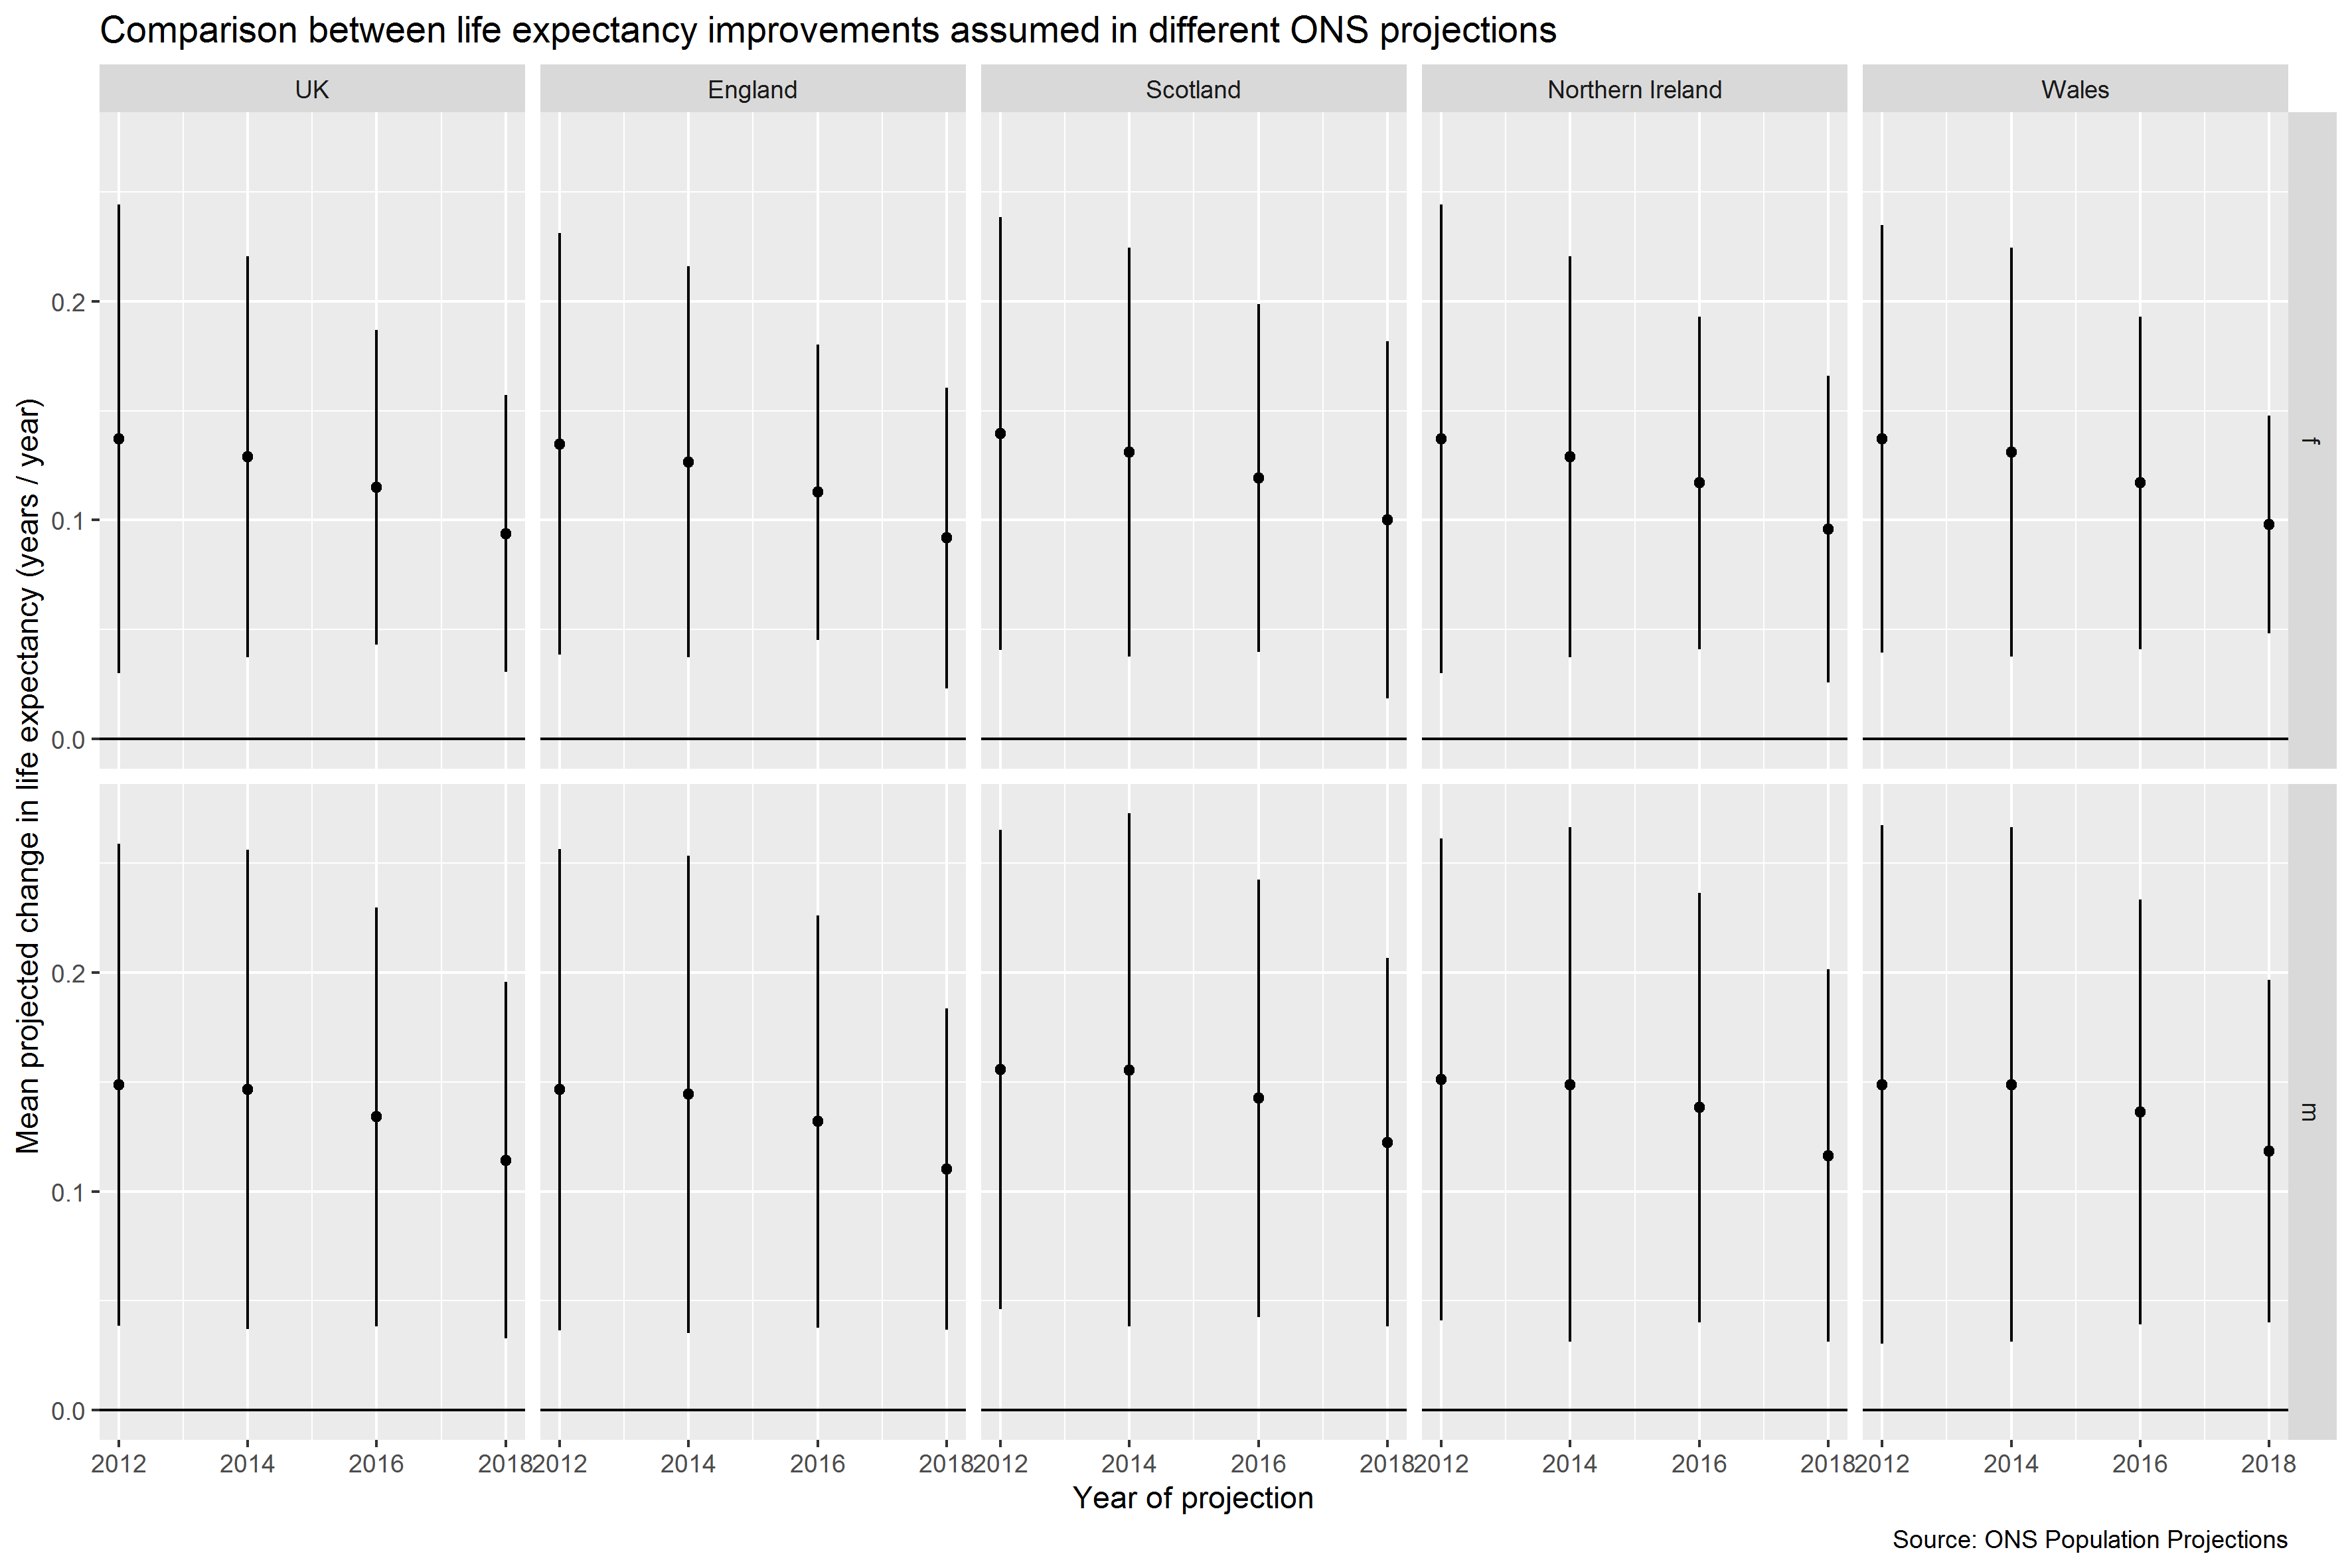 Comparison between life expectancy improvements assumed in different ONS projections
UK England Scotland Northern Ireland Wales
Mean projected change in life expectancy (years / year)
0.2
0.1
0.0
f
0.2
0.1
0.0
m
2012 2014 2016 2018 2012 2014 2016 2018 2012 2014 2016 2018 2012 2014 2016 2018 2012 2014 2016 2018
Year of projection
Source: ONS Population Projections